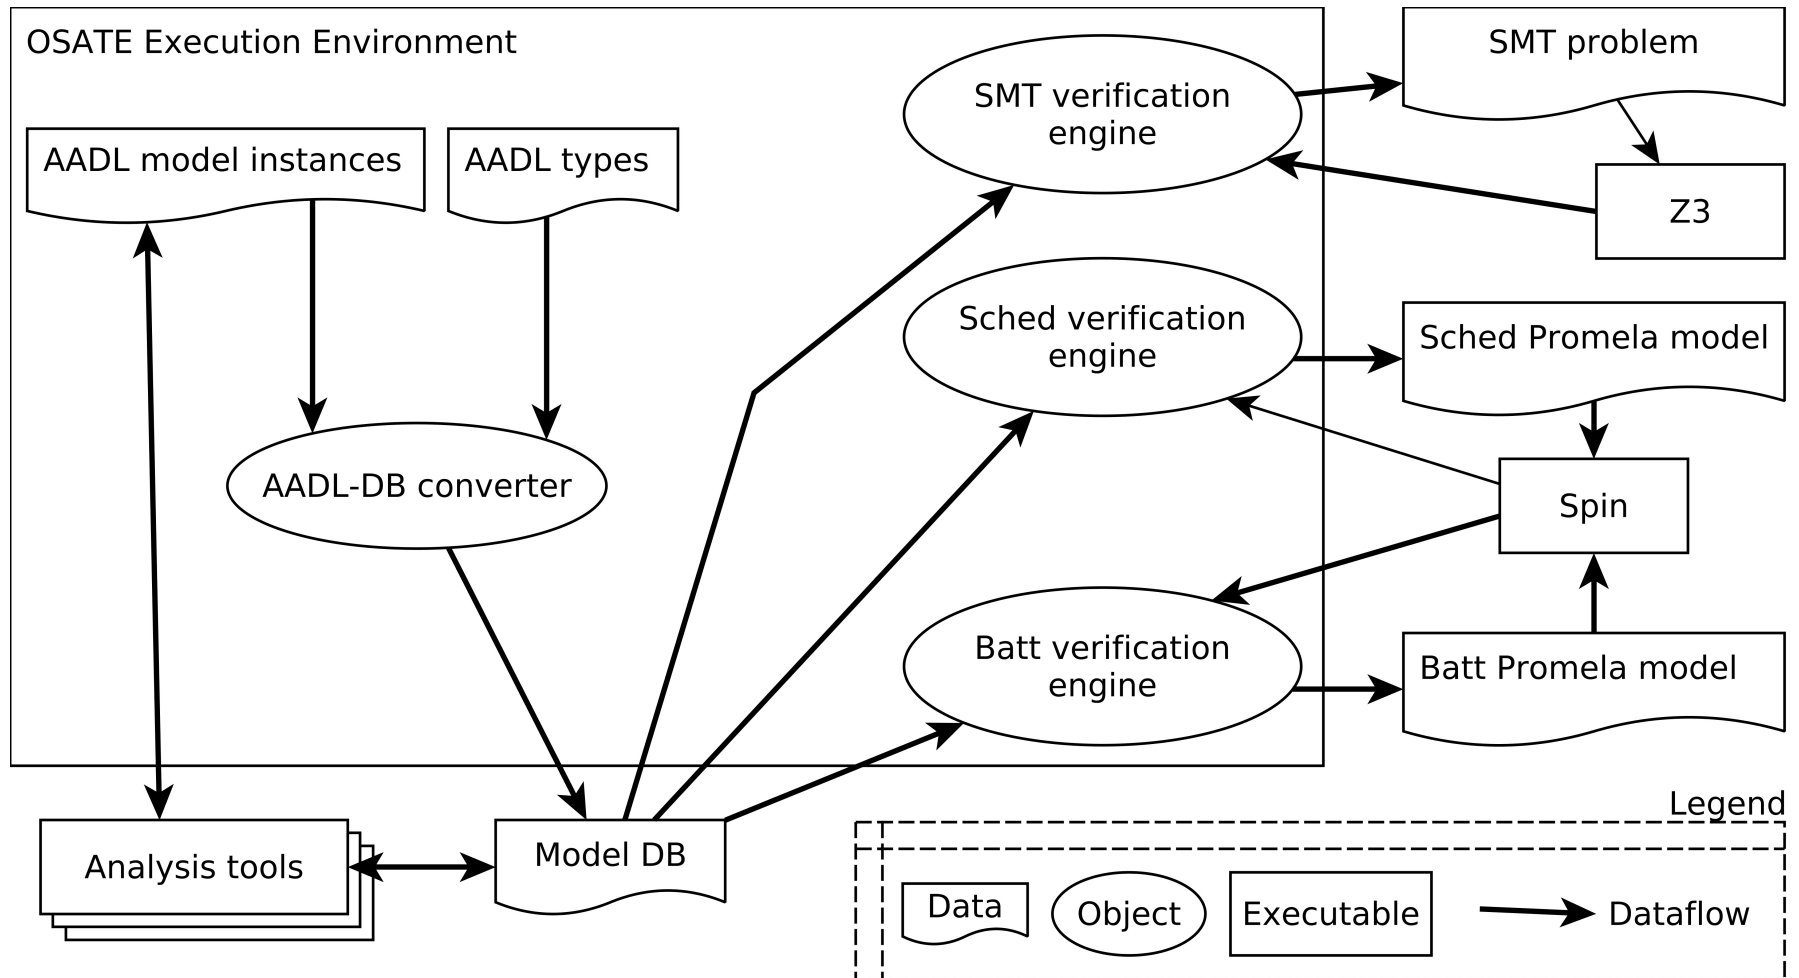 OSATE Execution Environment
SMT problem
SMT verification
engine
AADL model instances
AADL types
Z3
Sched verification
engine
Sched Promela model
AADL-DB converter
Spin
Batt verification
engine
Batt Promela model
Legend
Analysis tools
Model DB
Data
Object
Executable
Dataflow